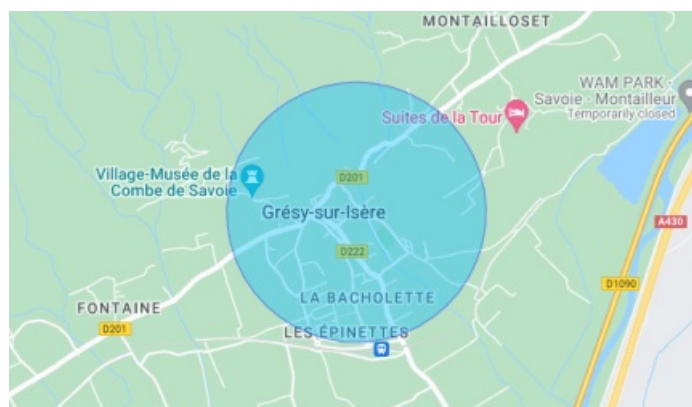 MONTAILLOSET
WAM PARK -
Savoie - Montailleur
Temporarily closed
Suites de la Tour
Village-Musée de la
Combe de Savoie
D201
Grésy-sur-Isère
A430
D222
D1090
LA BACHOLETTE
FONTAINE
D201
LES ÉPINETTES